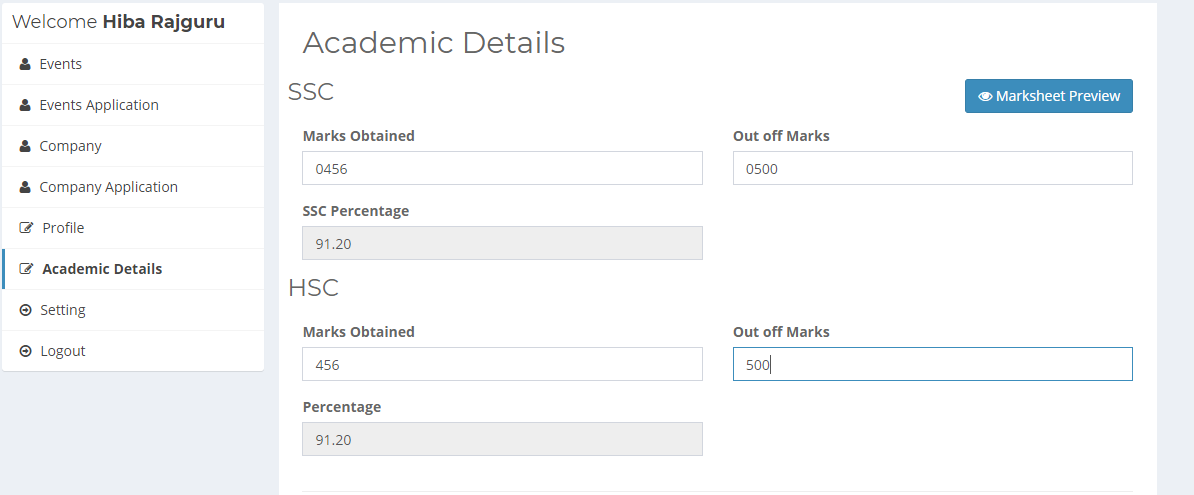 Welcome Hiba Rajguru
Events
Events Application
Company
Company Application
Profile
Academic Details
Setting
Logout
Academic Details
SSC
Marksheet Preview
Marks Obtained
Out off Marks
0456
0500
SSC Percentage
91.20
HSC
Marks Obtained
Out off Marks
456
500
Percentage
91.20